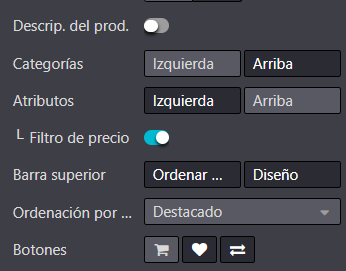 Descrip. del prod.
Categorías Izquierda Arriba
Atributos Izquierda Arriba
└ Filtro de precio
Barra superior Ordenar ... Diseño
Ordenación por ... Destacado
Botones